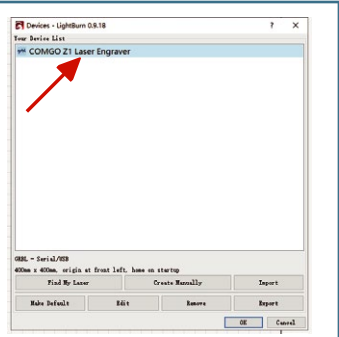 Devices - LightBurn 0.9.18 ? X
Your Device List
COMGO Z1 Laser Engraver
GRBL - Serial/USB
400mm x 400mm, origin at front left, home on startup
Find My Laser Create Manually Import
Make Default Edit Remove Export
OK Cancel